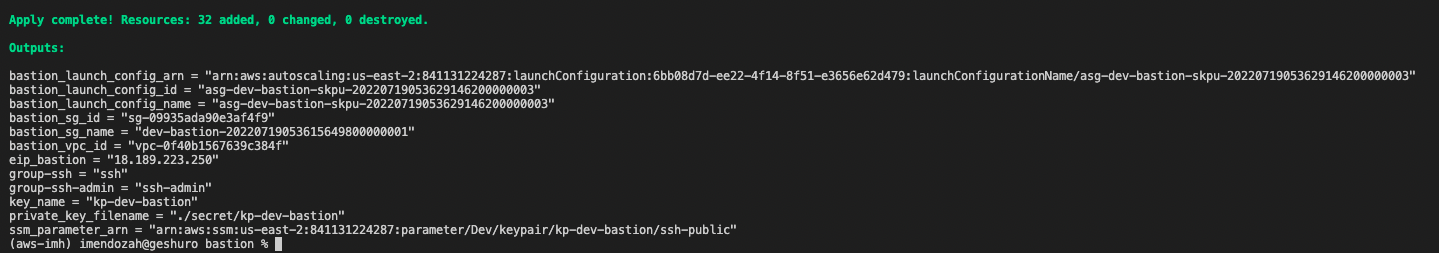 Apply complete! Resources: 32 added, 0 changed, 0 destroyed.
Outputs:
bastion_launch_config_arn = "arn:aws:autoscaling:us-east-2:841131224287:launchConfiguration:6bb08d7d-ee22-4f14-8f51-e3656e62d479:launchConfigurationName/asg-dev-bastion-skpu-20220719053629146200000003"
bastion_launch_config_id = "asg-dev-bastion-skpu-20220719053629146200000003"
bastion_launch_config_name = "asg-dev-bastion-skpu-20220719053629146200000003"
bastion_sg_id = "sg-09935ada90e3af4f9"
bastion_sg_name = "dev-bastion-20220719053615649800000001"
bastion_vpc_id = "vpc-0f40b1567639c384f"
eip_bastion = "18.189.223.250"
group-ssh = "ssh"
group-ssh-admin = "ssh-admin"
key_name = "kp-dev-bastion"
private_key_filename = "./secret/kp-dev-bastion"
ssm_parameter_arn = "arn:aws:ssm:us-east-2:841131224287:parameter/Dev/keypair/kp-dev-bastion/ssh-public"
(aws-imh) imendozah@geshuro bastion %